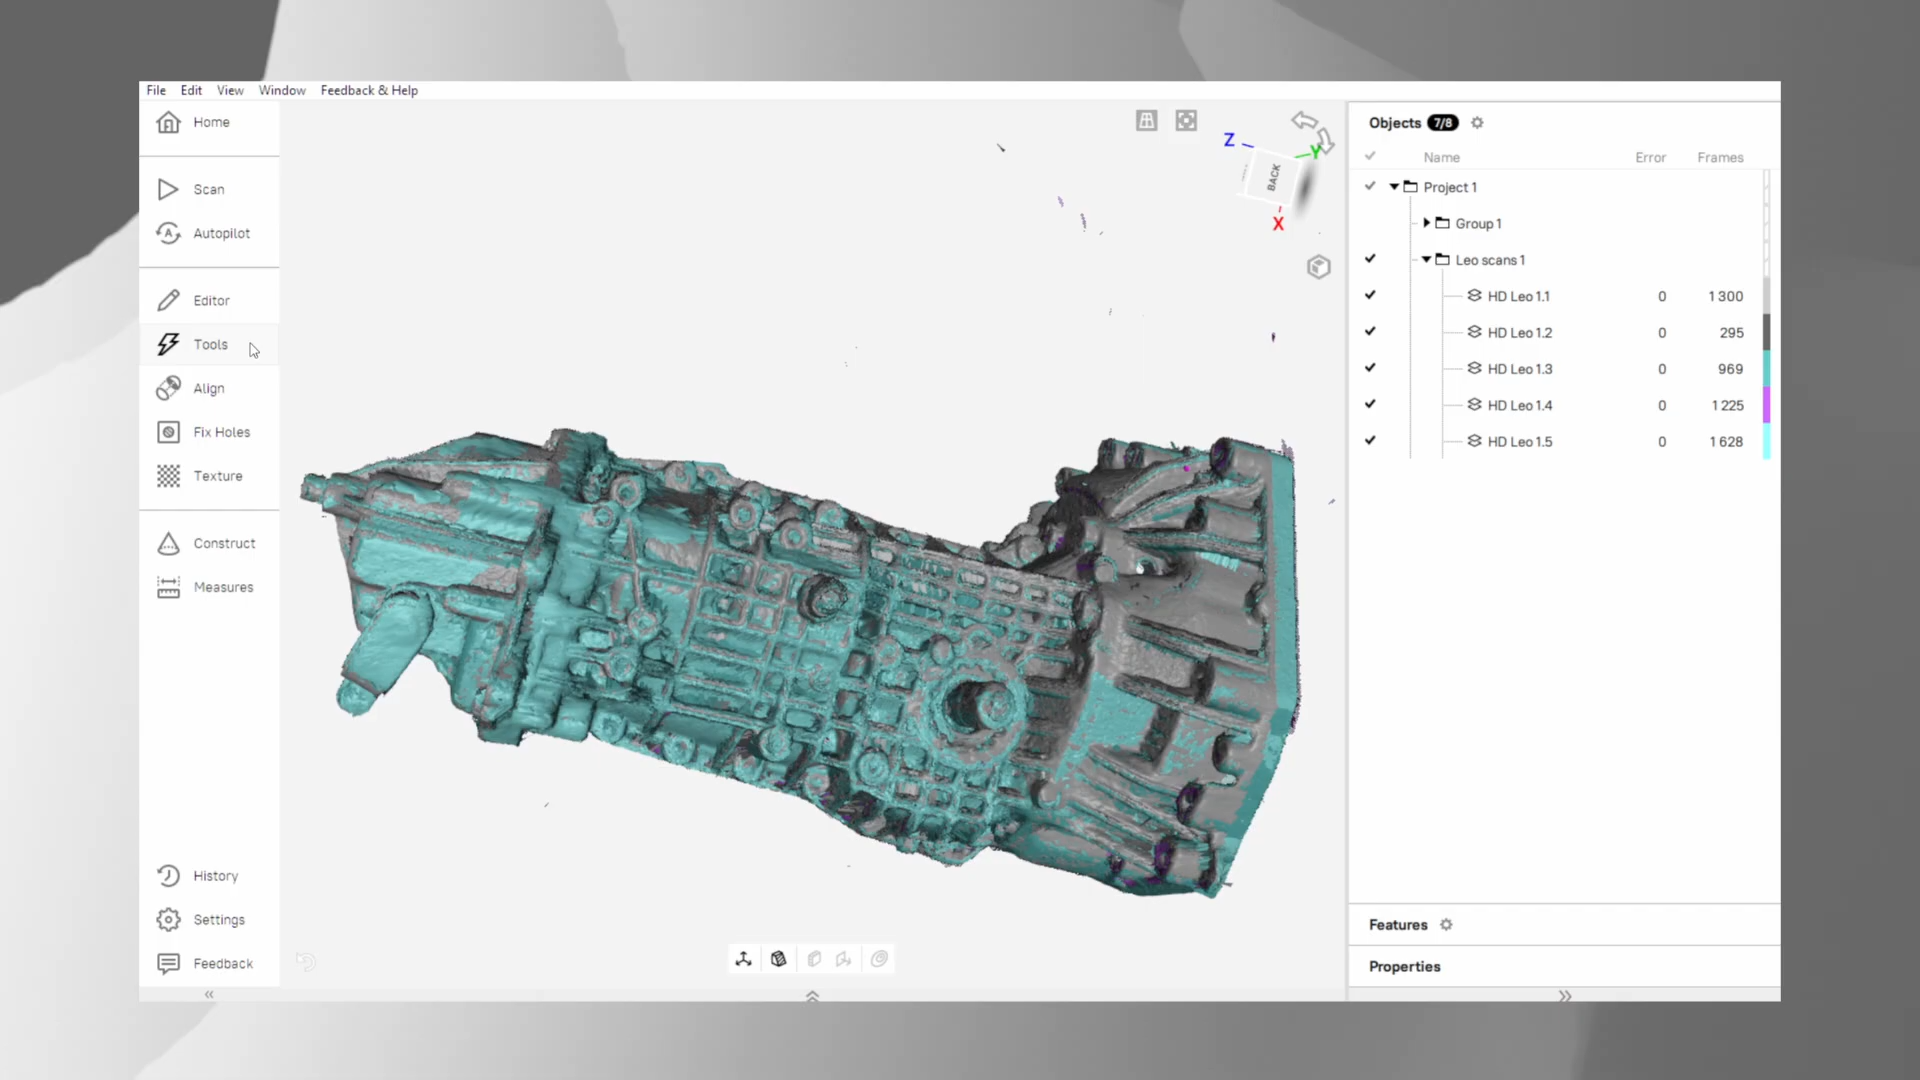 File Edit View Window Feedback & Help
Home
Scan
Autopilot
Editor
Tools
Align
Fix Holes
Texture
Construct
Measures
History
Settings
Feedback
Z
Y
BACK
X
Objects 7/8
Name Error Frames
Project 1
Group 1
Leo scans 1
HD Leo 1.1 0 1 300
HD Leo 1.2 0 295
HD Leo 1.3 0 969
HD Leo 1.4 0 1 225
HD Leo 1.5 0 1 628
Features
Properties